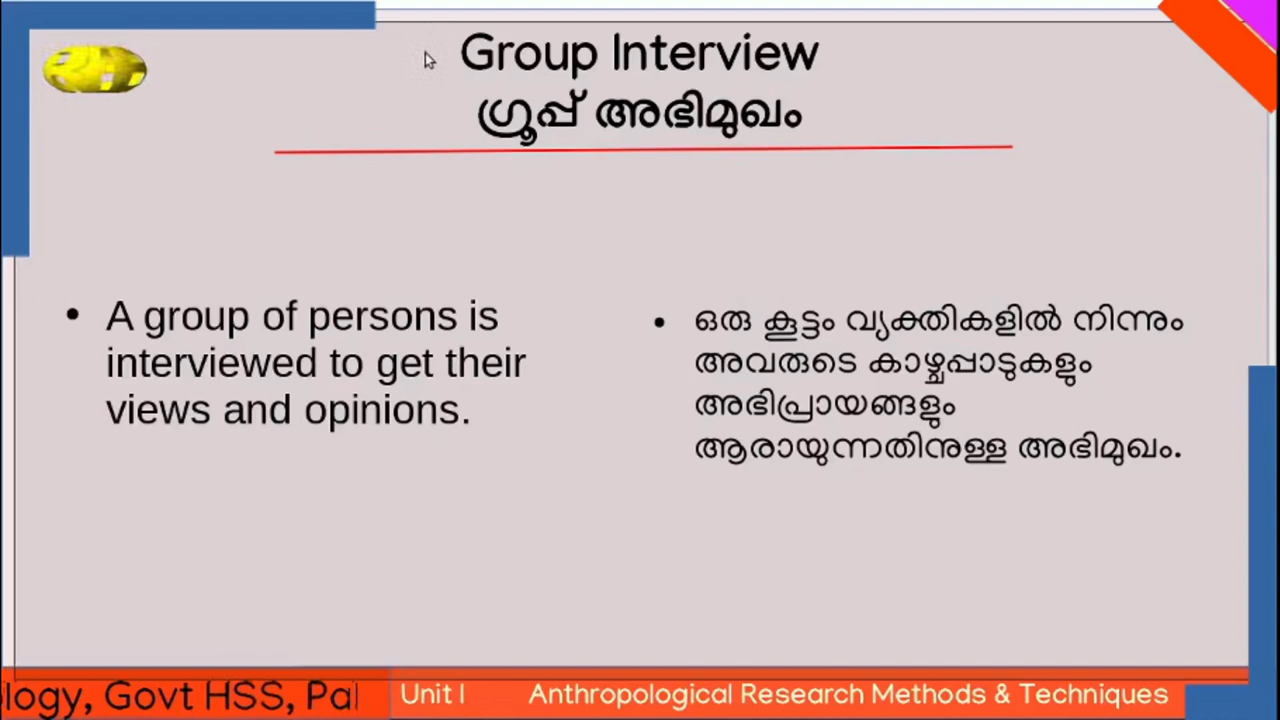 Group Interview
ഗ്രൂപ്പ് അഭിമുഖം
A group of persons is
interviewed to get their
views and opinions.
ഒരു കൂട്ടം വ്യക്തികളിൽ നിന്നും
അവരുടെ കാഴ്ചപ്പാടുകളും
അഭിപ്രായങ്ങളും
ആരായുന്നതിനുള്ള അഭിമുഖം.
ology, Govt HSS, Pal
Unit I Anthropological Research Methods & Techniques